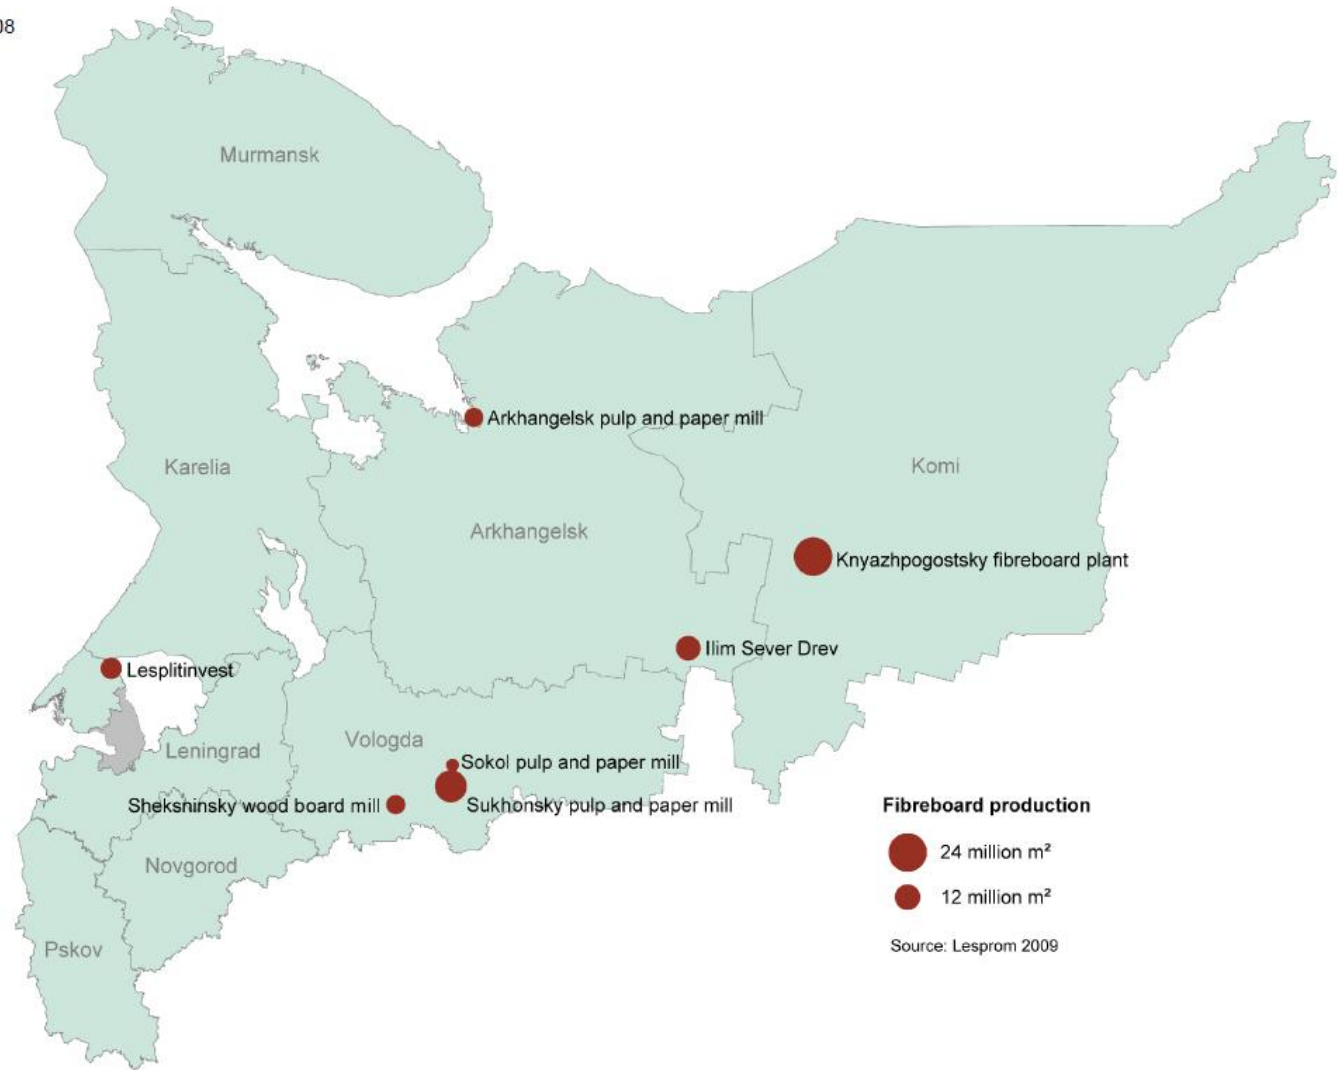 08
Murmansk
Arkhangelsk pulp and paper mill
Karelia
Komi
Arkhangelsk
Knyazhpogostsky fibreboard plant
Ilim Sever Drev
Lesplitinvest
Vologda
Leningrad
Sokol pulp and paper mill
Sheksninsky wood board mill
Sukhonsky pulp and paper mill
Novgorod
Pskov
Fibreboard production
24 million m²
12 million m²
Source: Lesprom 2009